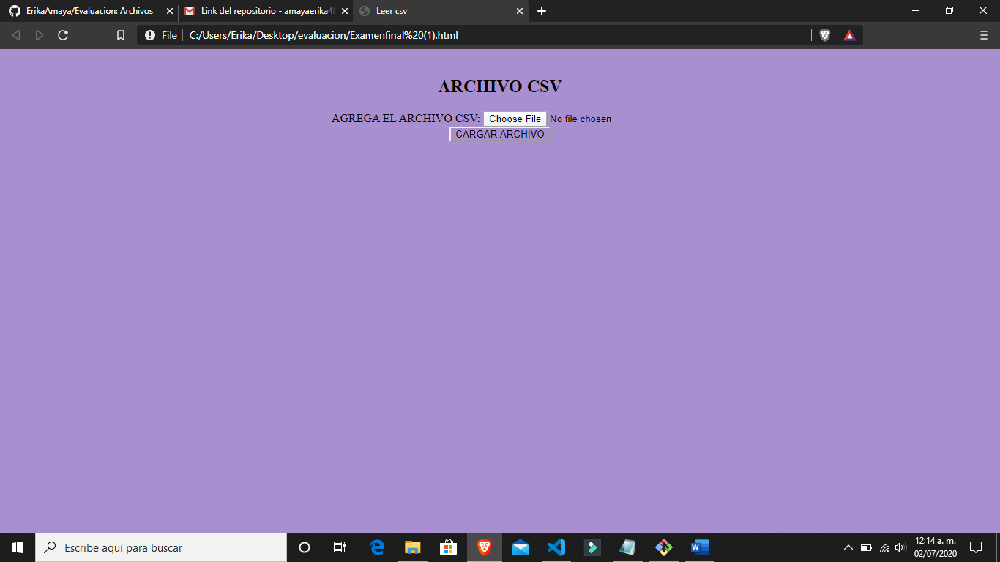 ErikaAmaya/Evaluacion: Archivos
Link del repositorio - amayaerika4
Leer csv
File
C:/Users/Erika/Desktop/evaluacion/Examenfinal%20(1).html
ARCHIVO CSV
AGREGA EL ARCHIVO CSV: Choose File No file chosen
CARGAR ARCHIVO
Escribe aquí para buscar
12:14 a. m.
02/07/2020